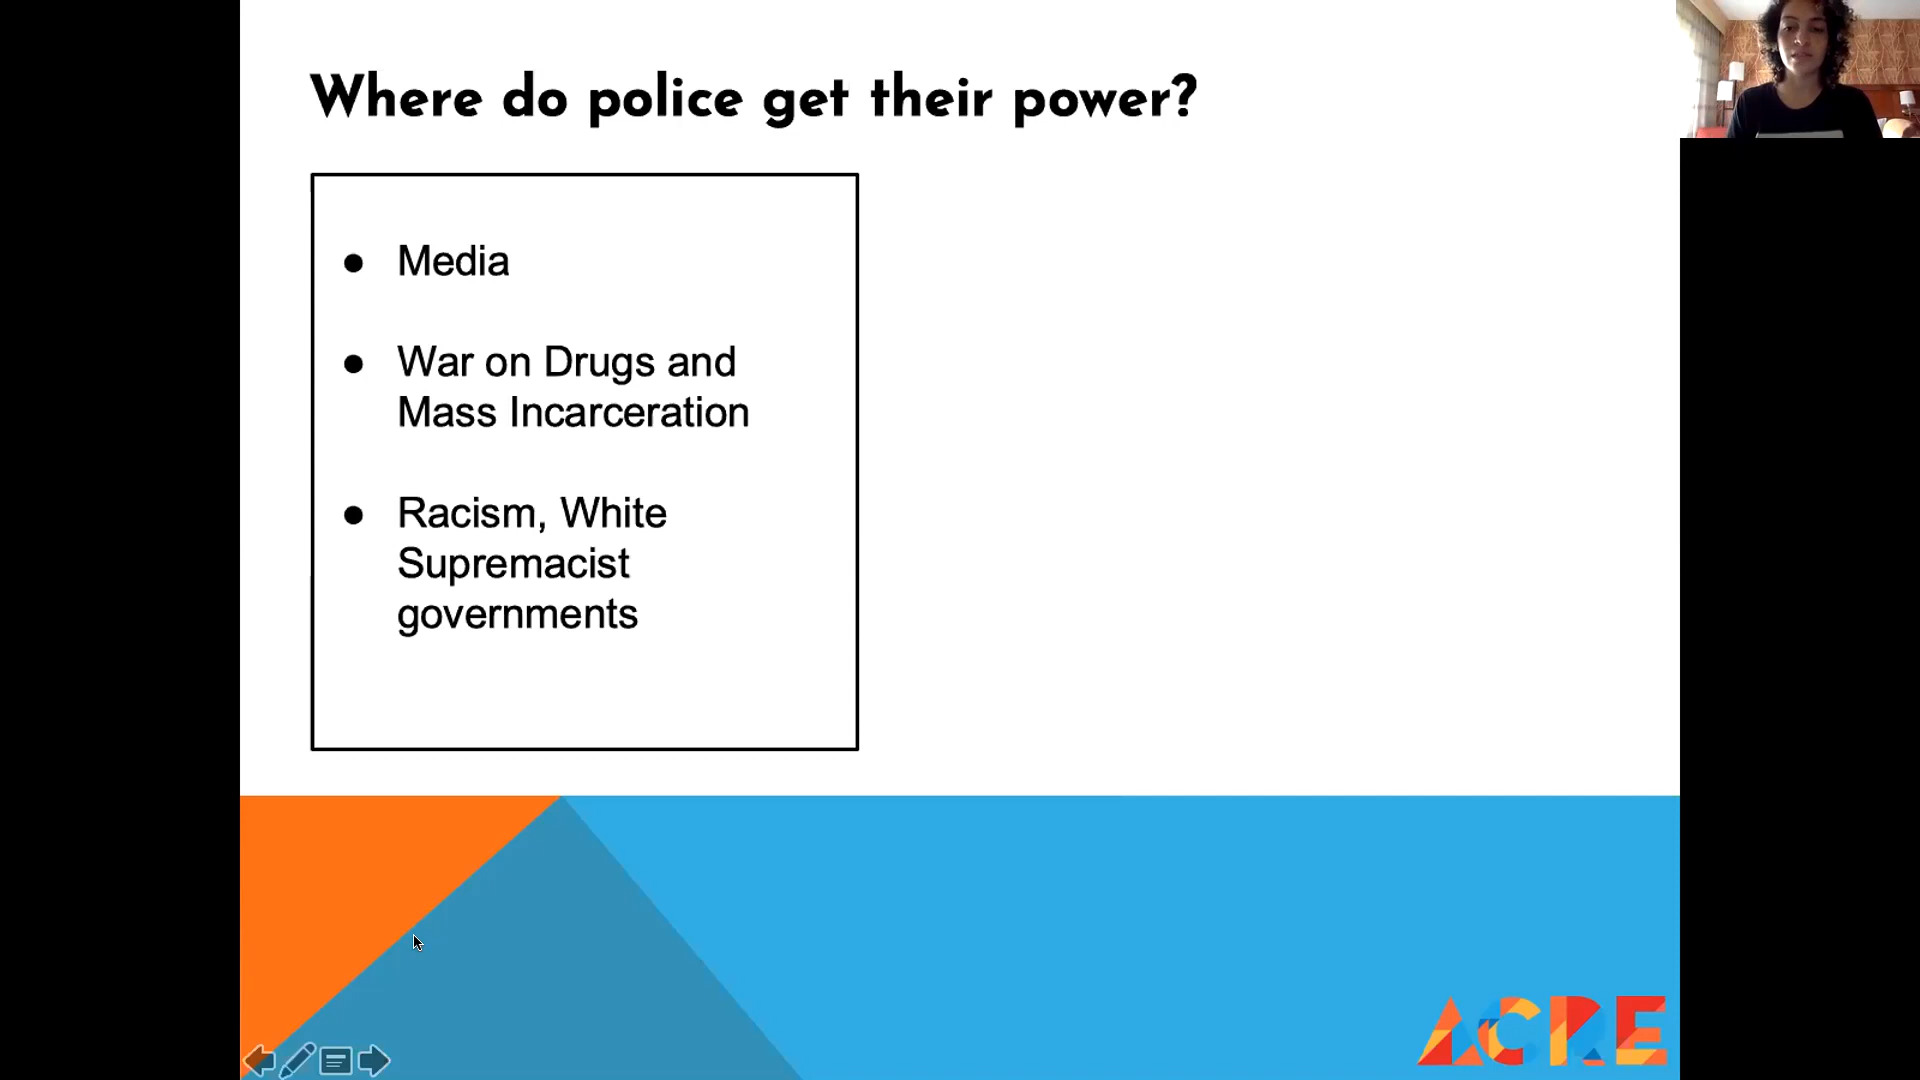 Where do police get their power?
● Media
● War on Drugs and
Mass Incarceration
● Racism, White
Supremacist
governments
ACRE